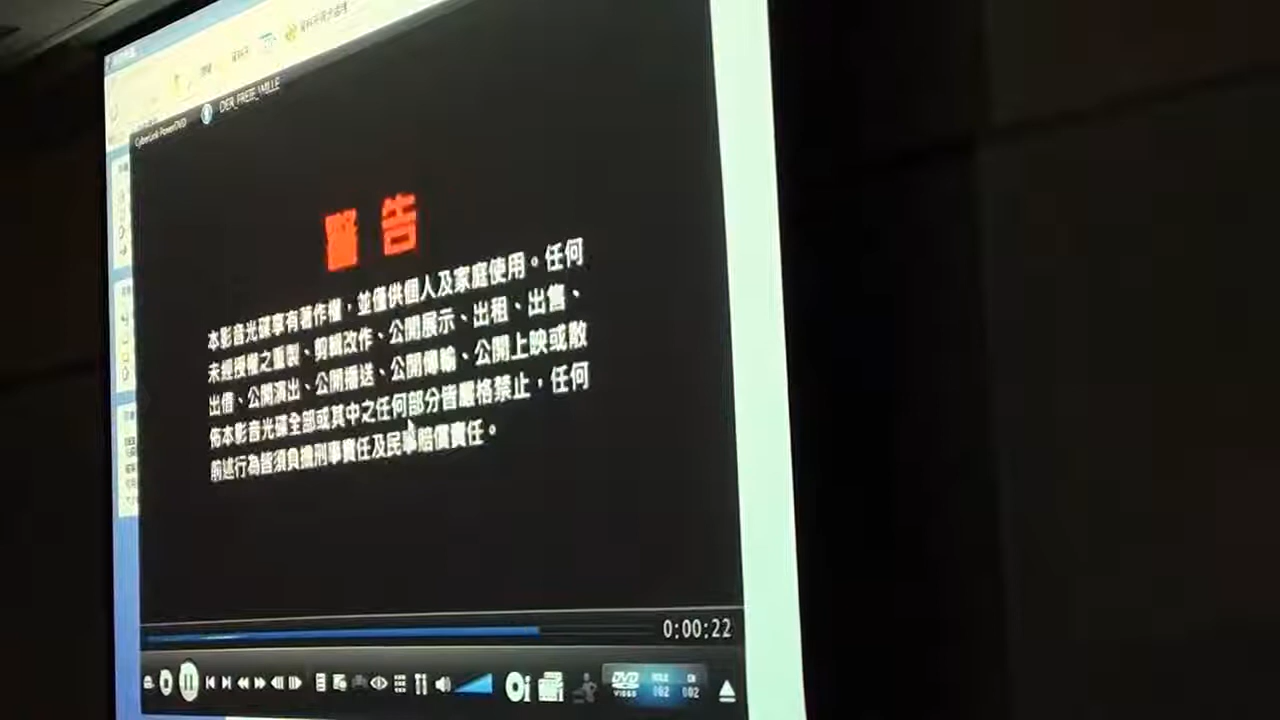 CyberLink PowerDVD
DER_FREIE_WILLE
警告
本影音光碟享有著作權，並僅供個人及家庭使用。任何
未經授權之重製、剪輯改作、公開展示、出租、出售、
出借、公開演出、公開播送、公開傳輸、公開上映或散
佈本影音光碟全部或其中之任何部分皆嚴格禁止，任何
前述行為皆須負擔刑事責任及民事賠償責任。
0:00:22
DVD
VIDEO
002 002